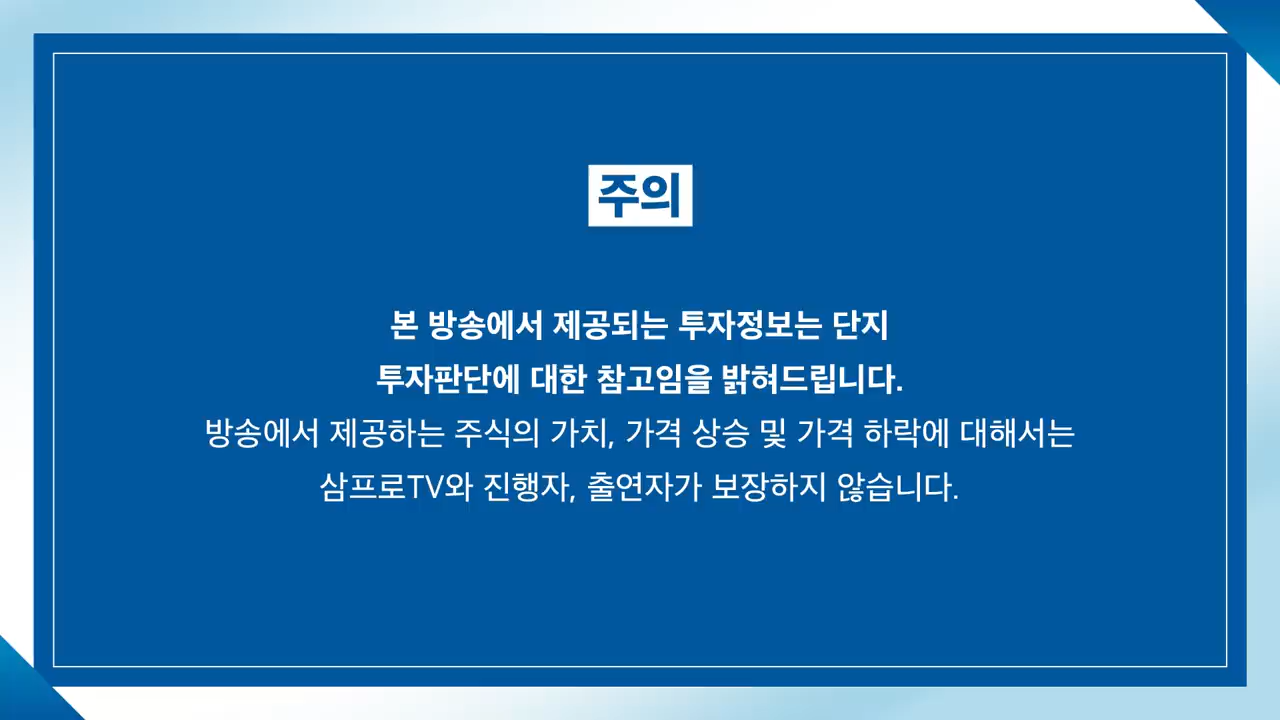 주의
본 방송에서 제공되는 투자정보는 단지
투자판단에 대한 참고임을 밝혀드립니다.
방송에서 제공하는 주식의 가치, 가격 상승 및 가격 하락에 대해서는
삼프로TV와 진행자, 출연자가 보장하지 않습니다.